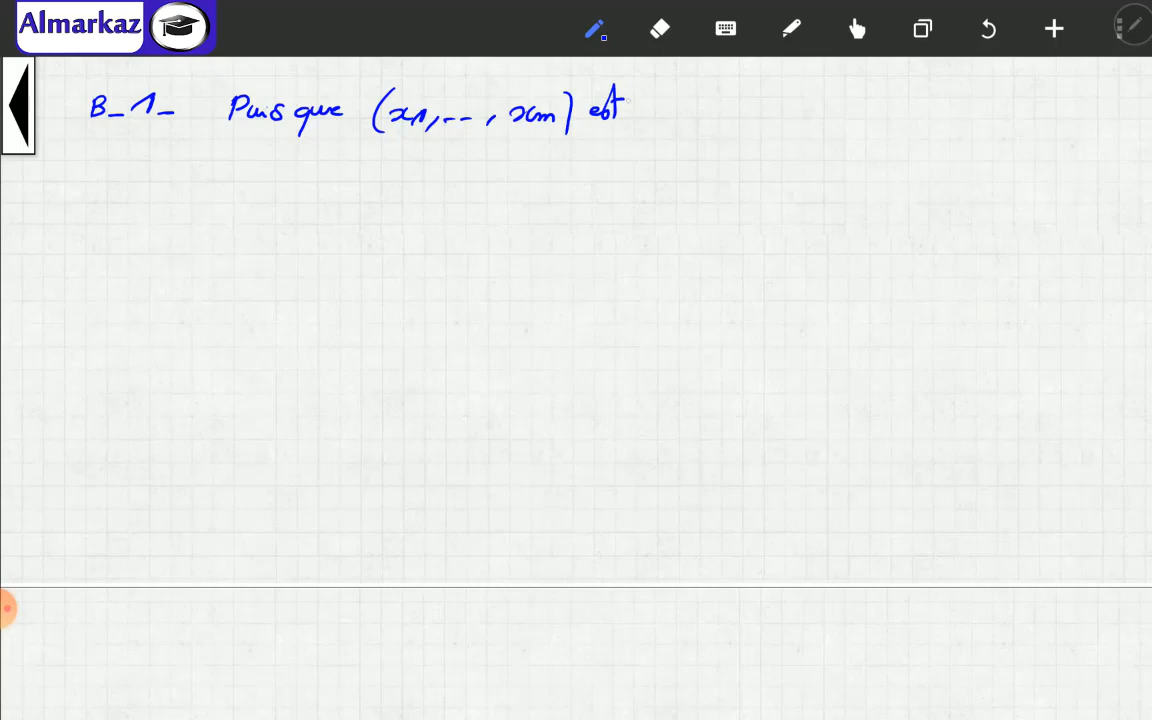 Almarkaz
B_1_ Puisque (x1,..., xm) est